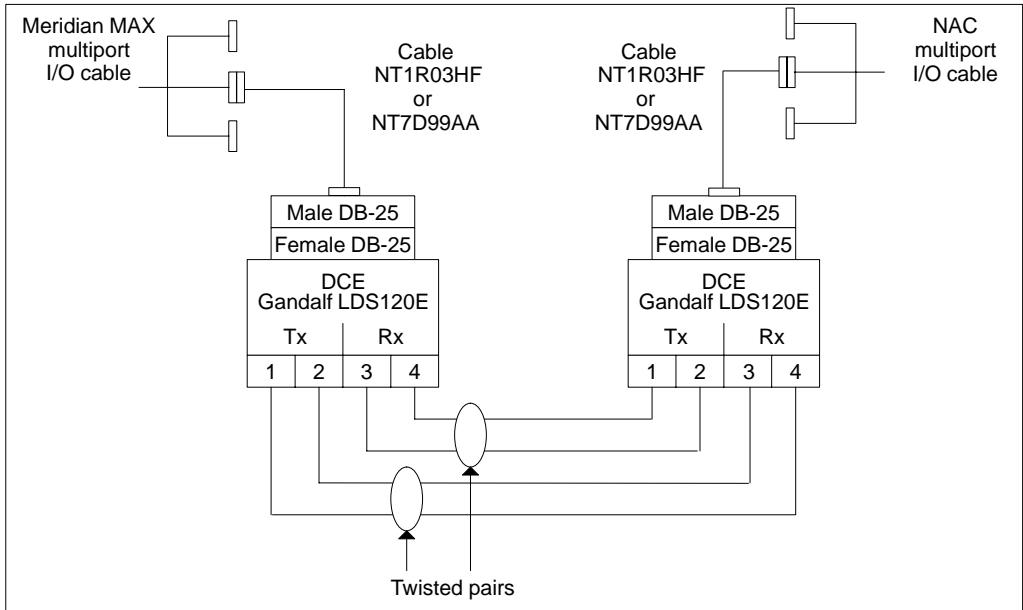 Meridian MAX
multiport
I/O cable
Cable
NT1R03HF
or
NT7D99AA
Cable
NT1R03HF
or
NT7D99AA
NAC
multiport
I/O cable
Male DB-25
Female DB-25
DCE
Gandalf LDS120E
Tx Rx
1 2 3 4
Male DB-25
Female DB-25
DCE
Gandalf LDS120E
Tx Rx
1 2 3 4
Twisted pairs